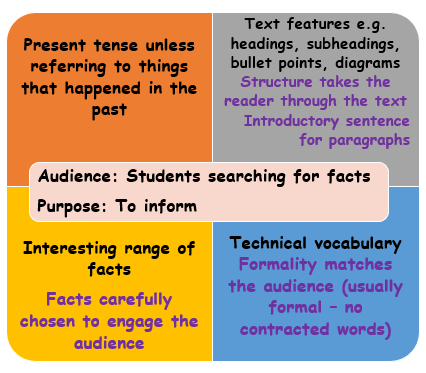 Present tense unless
referring to things
that happened in the
past
Text features e.g.
headings, subheadings,
bullet points, diagrams
Structure takes the
reader through the text
Introductory sentence
for paragraphs
Audience: Students searching for facts
Purpose: To inform
Interesting range of
facts
Facts carefully
chosen to engage the
audience
Technical vocabulary
Formality matches
the audience (usually
formal – no
contracted words)